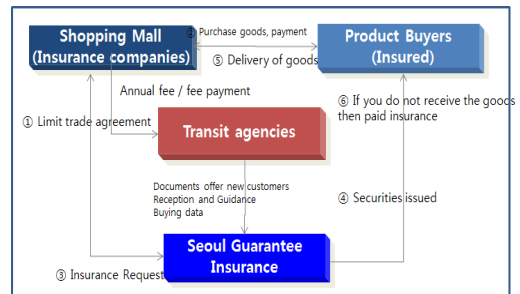 Shopping Mall
(Insurance companies)
② Purchase goods, payment
⑤ Delivery of goods
Product Buyers
(Insured)
Annual fee / fee payment
① Limit trade agreement
Transit agencies
⑥ If you do not receive the goods
then paid insurance
Documents offer new customers
Reception and Guidance
Buying data
④ Securities issued
Seoul Guarantee
Insurance
③ Insurance Request